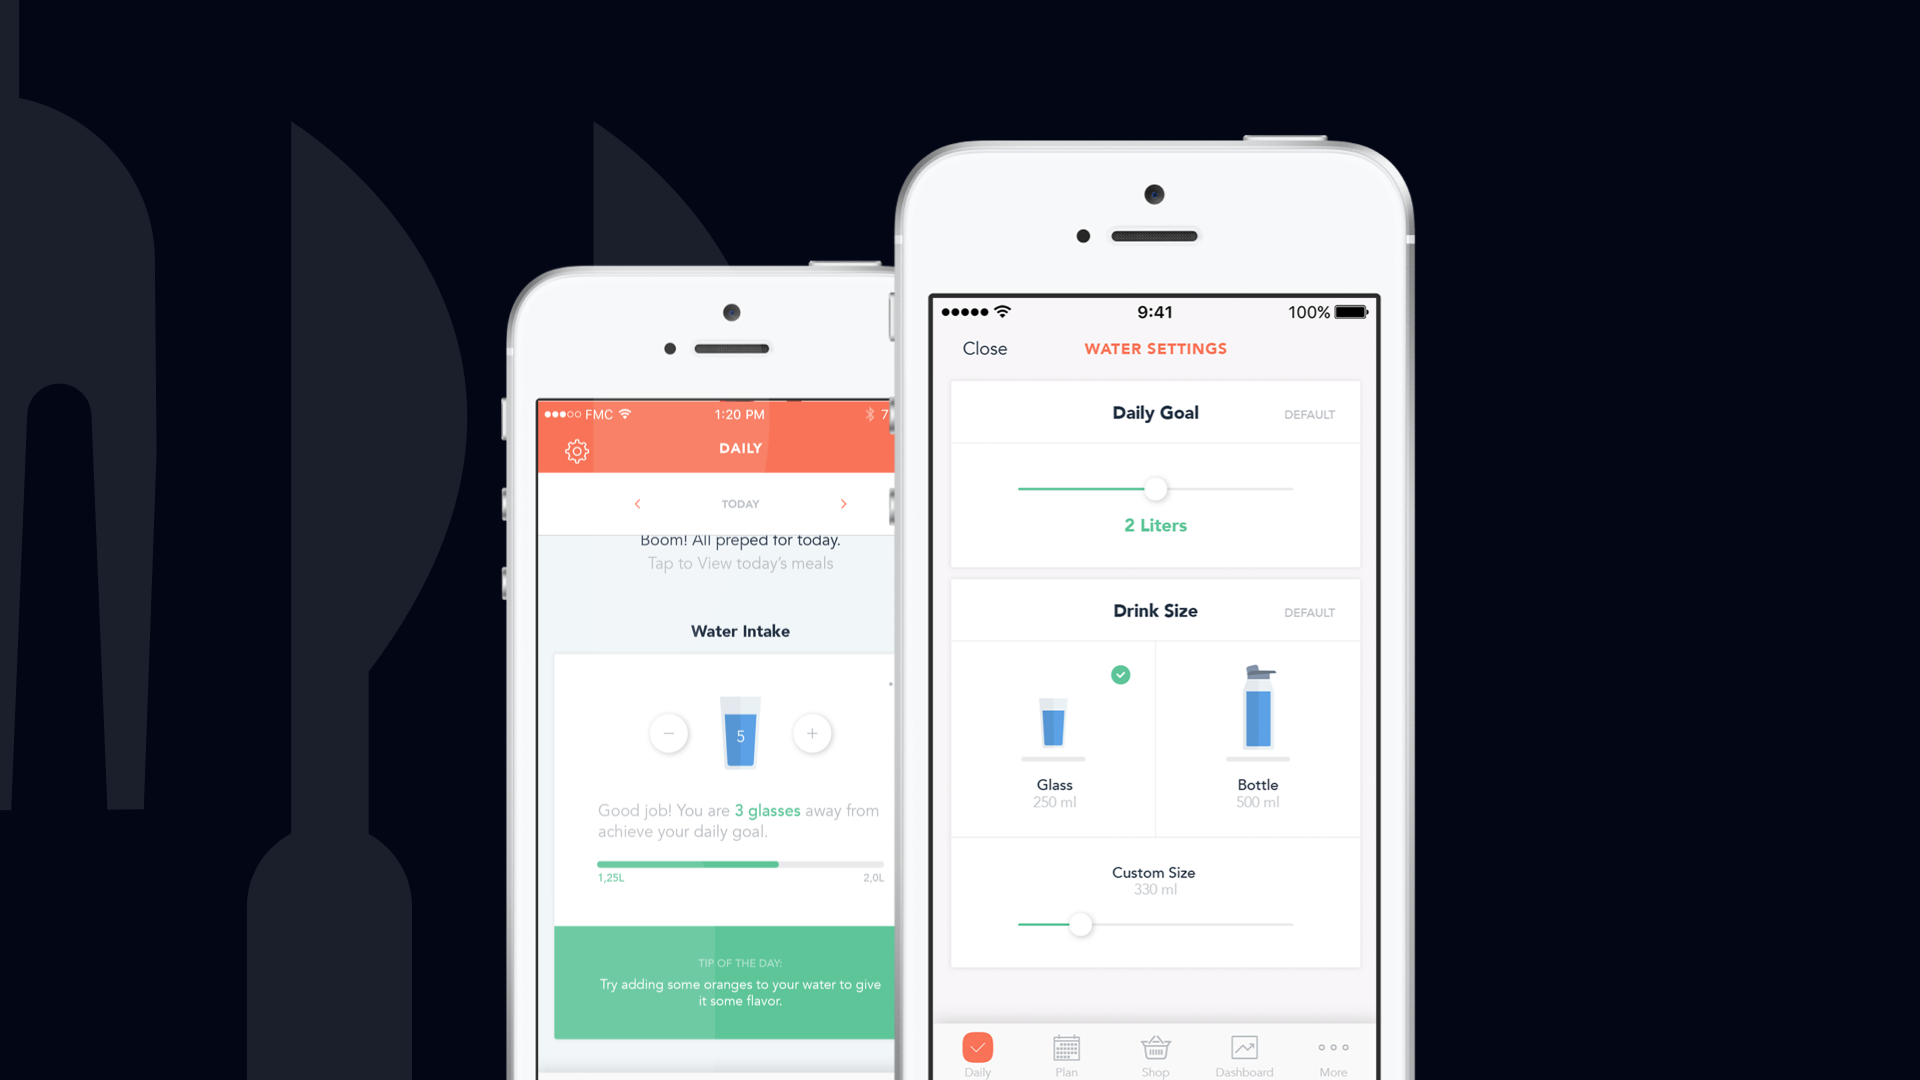 FMC
1:20 PM
7
DAILY
TODAY
Boom! All preped for today.
Tap to View today's meals
Water Intake
5
Good job! You are 3 glasses away from
achieve your daily goal.
1,25L
2,0L
TIP OF THE DAY:
Try adding some oranges to your water to give
it some flavor.
9:41
100%
Close
WATER SETTINGS
Daily Goal
DEFAULT
2 Liters
Drink Size
DEFAULT
Glass
250 ml
Bottle
500 ml
Custom Size
330 ml
Daily
Plan
Shop
Dashboard
More